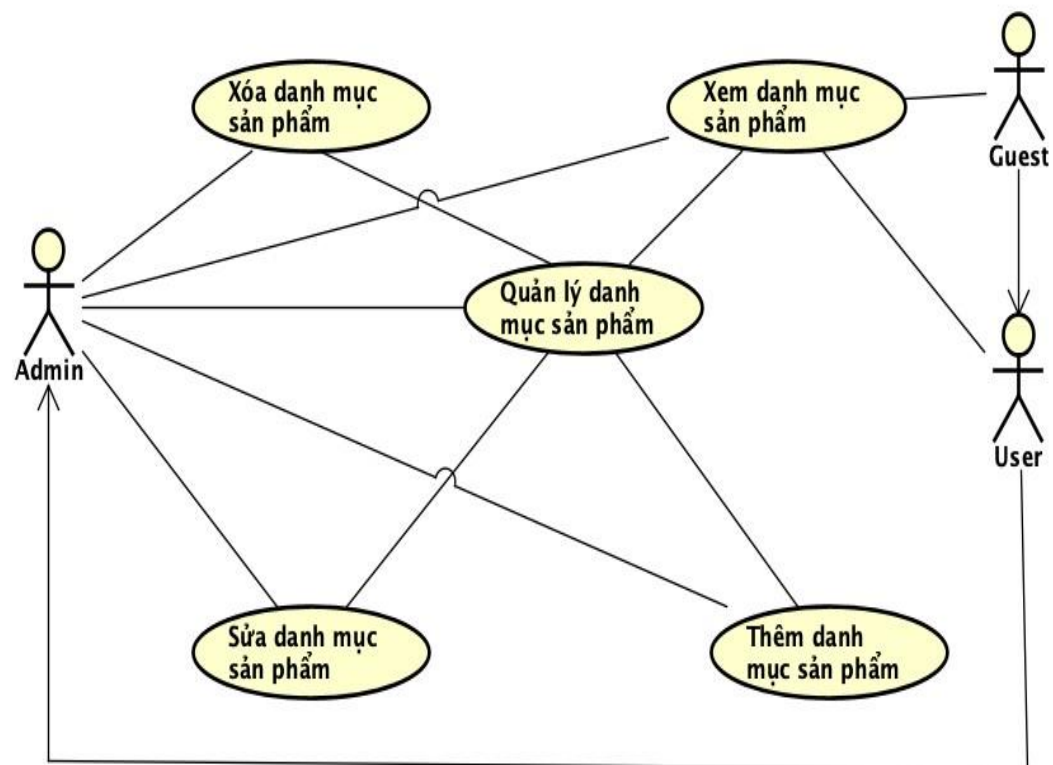 Xóa danh mục
sản phẩm
Xem danh mục
sản phẩm
Guest
Quản lý danh
mục sản phẩm
Admin
User
Sửa danh mục
sản phẩm
Thêm danh
mục sản phẩm